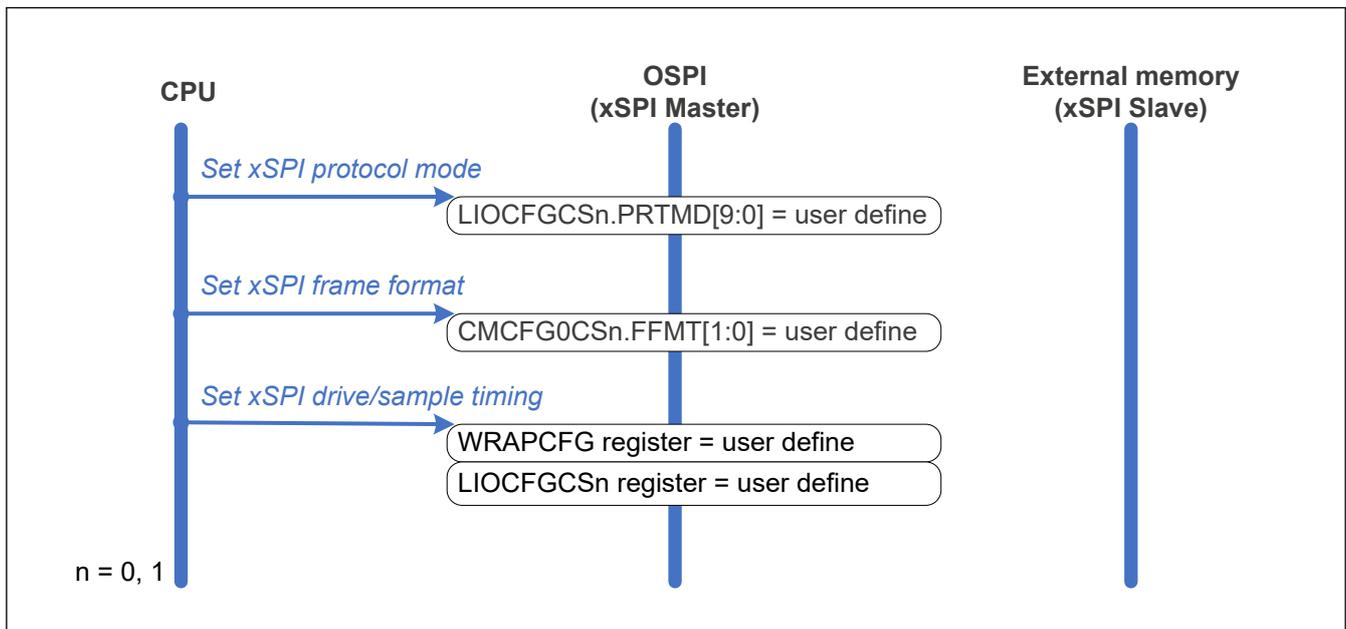 CPU
OSPI
(xSPI Master)
External memory
(xSPI Slave)
Set xSPI protocol mode
LIOCFGCSn.PRTMD[9:0] = user define
Set xSPI frame format
CMCFG0CSn.FFMT[1:0] = user define
Set xSPI drive/sample timing
WRAPCFG register = user define
LIOCFGCSn register = user define
n = 0, 1